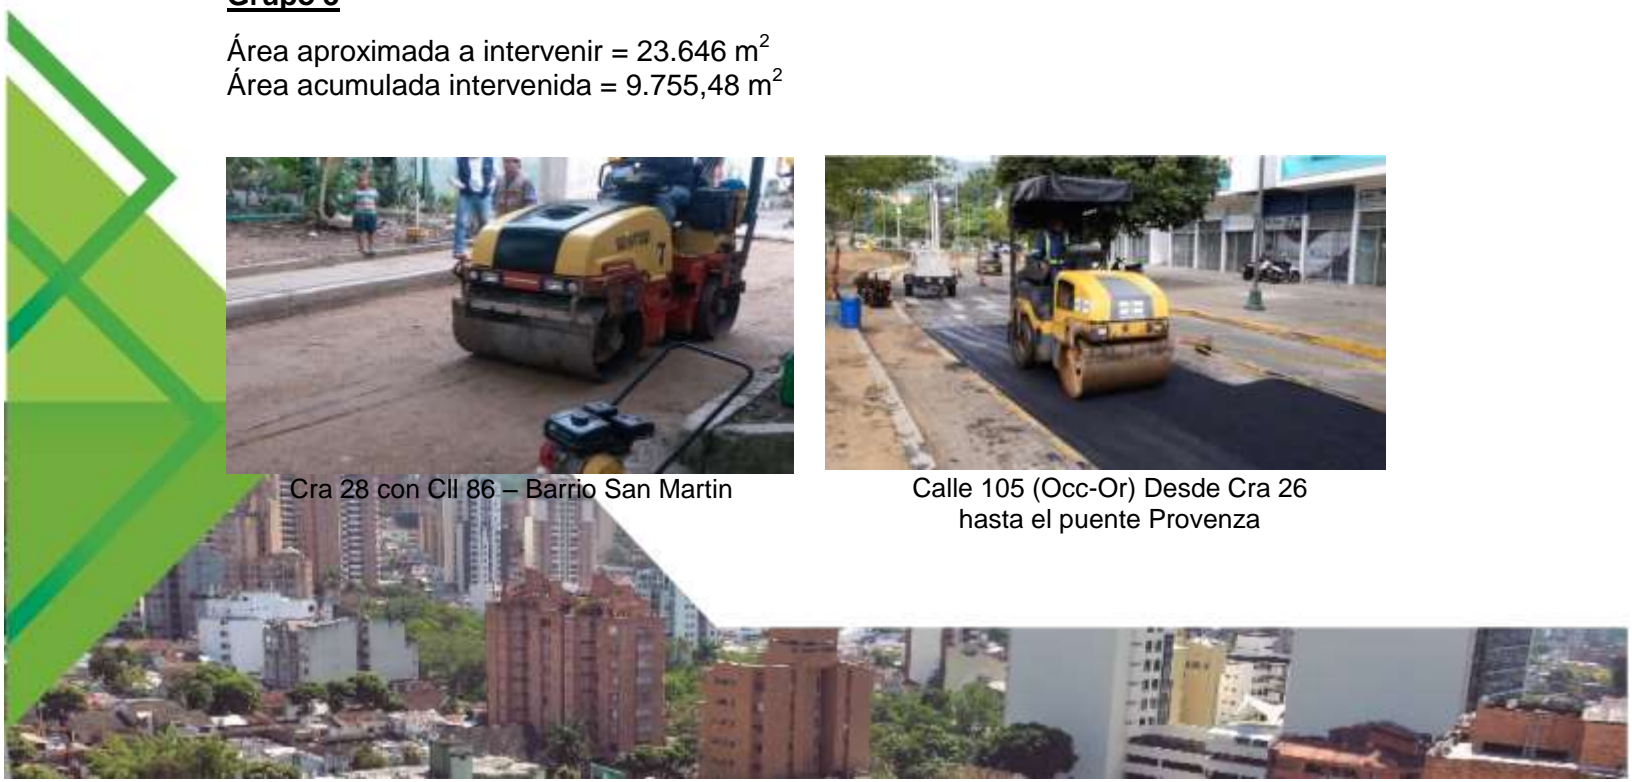 Área aproximada a intervenir = 23.646 m²
Área acumulada intervenida = 9.755,48 m²
Cra 28 con Cll 86 – Barrio San Martin
Calle 105 (Occ-Or) Desde Cra 26
hasta el puente Provenza